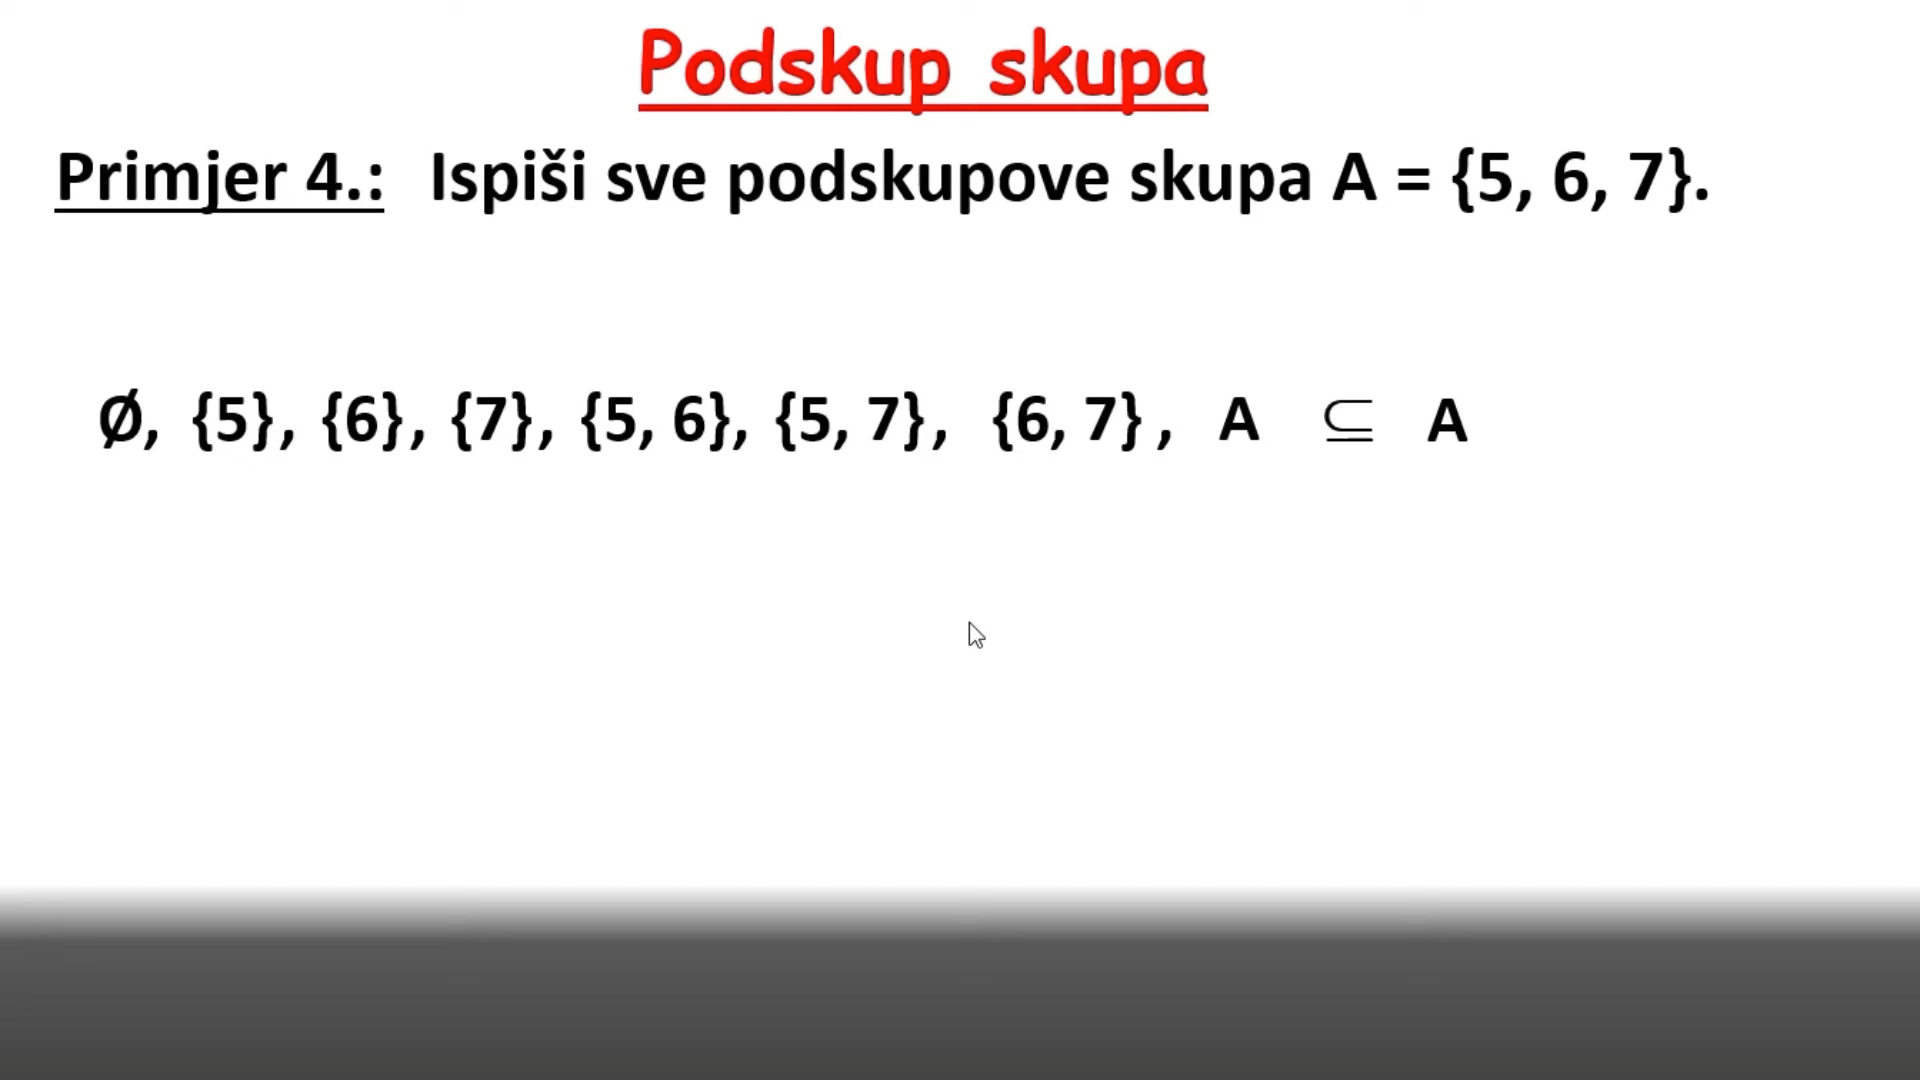 Podskup skupa
Primjer 4.: Ispiši sve podskupove skupa A = {5, 6, 7}.
Ø, {5}, {6}, {7}, {5, 6}, {5, 7}, {6, 7} , A ⊆ A